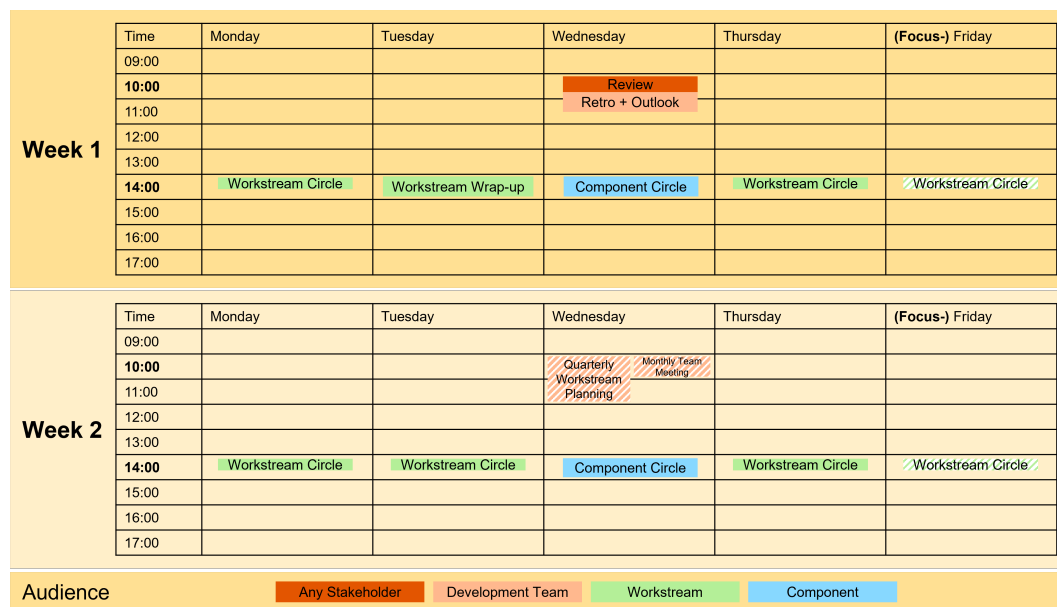 Week 1
Time Monday Tuesday Wednesday Thursday (Focus-) Friday
09:00
10:00 Review
Retro + Outlook
11:00
12:00
13:00
14:00 Workstream Circle Workstream Wrap-up Component Circle Workstream Circle Workstream Circle
15:00
16:00
17:00
Week 2
Time Monday Tuesday Wednesday Thursday (Focus-) Friday
09:00
10:00 Quarterly Monthly Team
Workstream Meeting
11:00 Planning
12:00
13:00
14:00 Workstream Circle Workstream Circle Component Circle Workstream Circle Workstream Circle
15:00
16:00
17:00
Audience Any Stakeholder Development Team Workstream Component